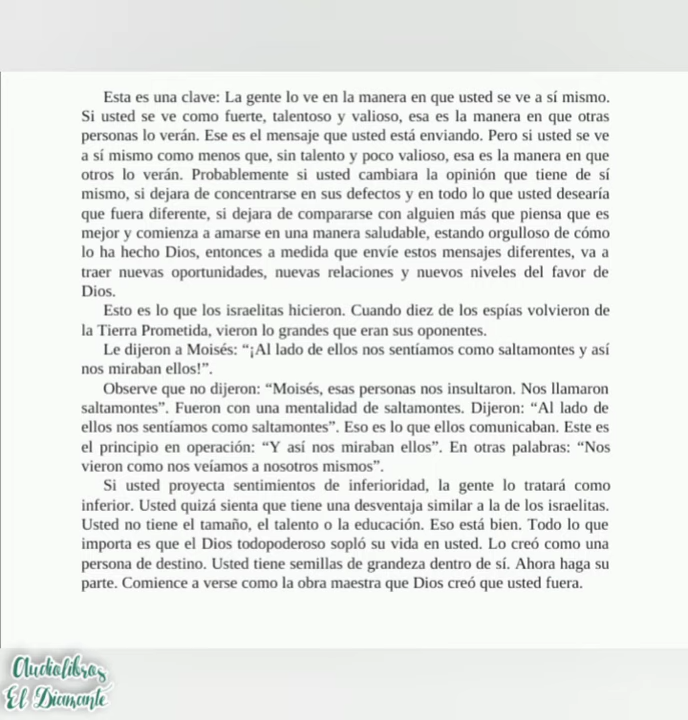 Esta es una clave: La gente lo ve en la manera en que usted se ve a sí mismo.
Si usted se ve como fuerte, talentoso y valioso, esa es la manera en que otras
personas lo verán. Ese es el mensaje que usted está enviando. Pero si usted se ve
a sí mismo como menos que, sin talento y poco valioso, esa es la manera en que
otros lo verán. Probablemente si usted cambiara la opinión que tiene de sí
mismo, si dejara de concentrarse en sus defectos y en todo lo que usted desearía
que fuera diferente, si dejara de compararse con alguien más que piensa que es
mejor y comienza a amarse en una manera saludable, estando orgulloso de cómo
lo ha hecho Dios, entonces a medida que envíe estos mensajes diferentes, va a
traer nuevas oportunidades, nuevas relaciones y nuevos niveles del favor de
Dios.
Esto es lo que los israelitas hicieron. Cuando diez de los espías volvieron de
la Tierra Prometida, vieron lo grandes que eran sus oponentes.
Le dijeron a Moisés: “¡Al lado de ellos nos sentíamos como saltamontes y así
nos miraban ellos!”.
Observe que no dijeron: “Moisés, esas personas nos insultaron. Nos llamaron
saltamontes”. Fueron con una mentalidad de saltamontes. Dijeron: “Al lado de
ellos nos sentíamos como saltamontes”. Eso es lo que ellos comunicaban. Este es
el principio en operación: “Y así nos miraban ellos”. En otras palabras: “Nos
vieron como nos veíamos a nosotros mismos”.
Si usted proyecta sentimientos de inferioridad, la gente lo tratará como
inferior. Usted quizá sienta que tiene una desventaja similar a la de los israelitas.
Usted no tiene el tamaño, el talento o la educación. Eso está bien. Todo lo que
importa es que el Dios todopoderoso sopló su vida en usted. Lo creó como una
persona de destino. Usted tiene semillas de grandeza dentro de sí. Ahora haga su
parte. Comience a verse como la obra maestra que Dios creó que usted fuera.
Audiolibros
El Diamante